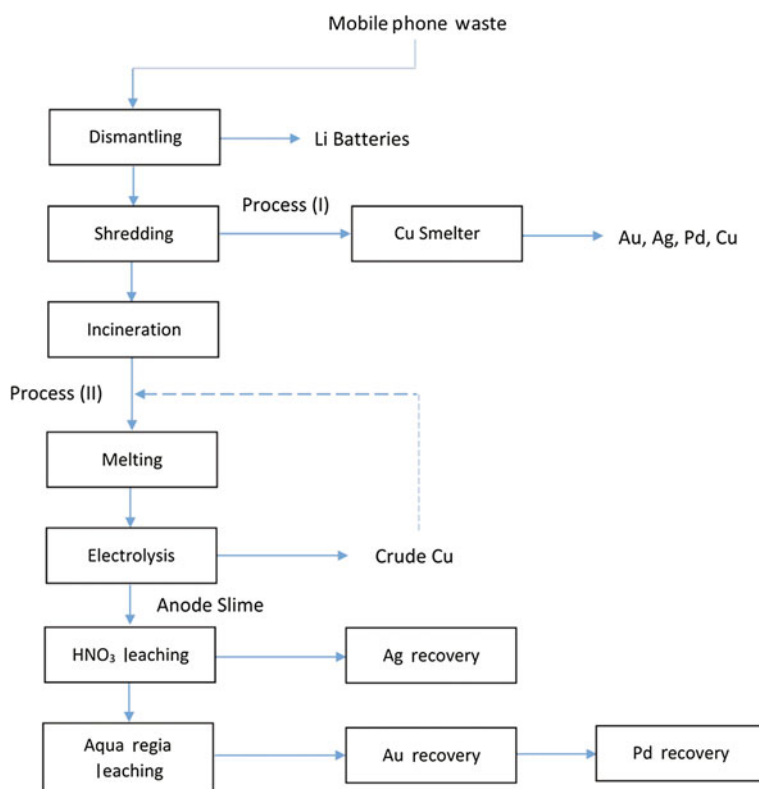 Mobile phone waste
Dismantling
Li Batteries
Process (I)
Shredding
Cu Smelter
Au, Ag, Pd, Cu
Incineration
Process (II)
Melting
Electrolysis
Crude Cu
Anode Slime
HNO₃ leaching
Ag recovery
Aqua regia
leaching
Au recovery
Pd recovery